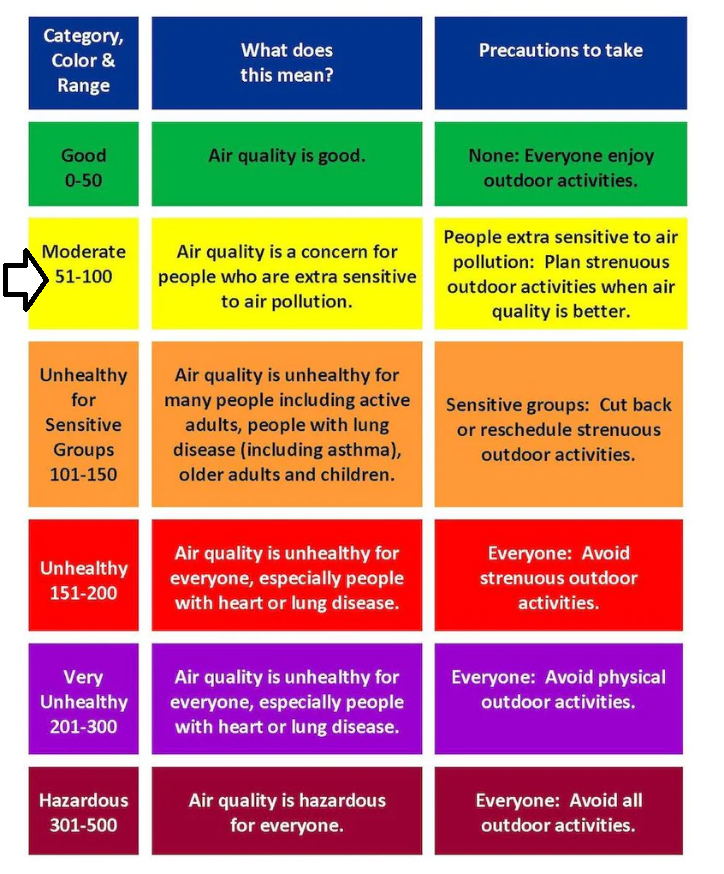 Category,
Color &
Range
What does
this mean?
Precautions to take
Good
0-50
Air quality is good.
None: Everyone enjoy
outdoor activities.
Moderate
51-100
Air quality is a concern for
people who are extra sensitive
to air pollution.
People extra sensitive to air
pollution: Plan strenuous
outdoor activities when air
quality is better.
Unhealthy
for
Sensitive
Groups
101-150
Air quality is unhealthy for
many people including active
adults, people with lung
disease (including asthma),
older adults and children.
Sensitive groups: Cut back
or reschedule strenuous
outdoor activities.
Unhealthy
151-200
Air quality is unhealthy for
everyone, especially people
with heart or lung disease.
Everyone: Avoid
strenuous outdoor
activities.
Very
Unhealthy
201-300
Air quality is unhealthy for
everyone, especially people
with heart or lung disease.
Everyone: Avoid physical
outdoor activities.
Hazardous
301-500
Air quality is hazardous
for everyone.
Everyone: Avoid all
outdoor activities.